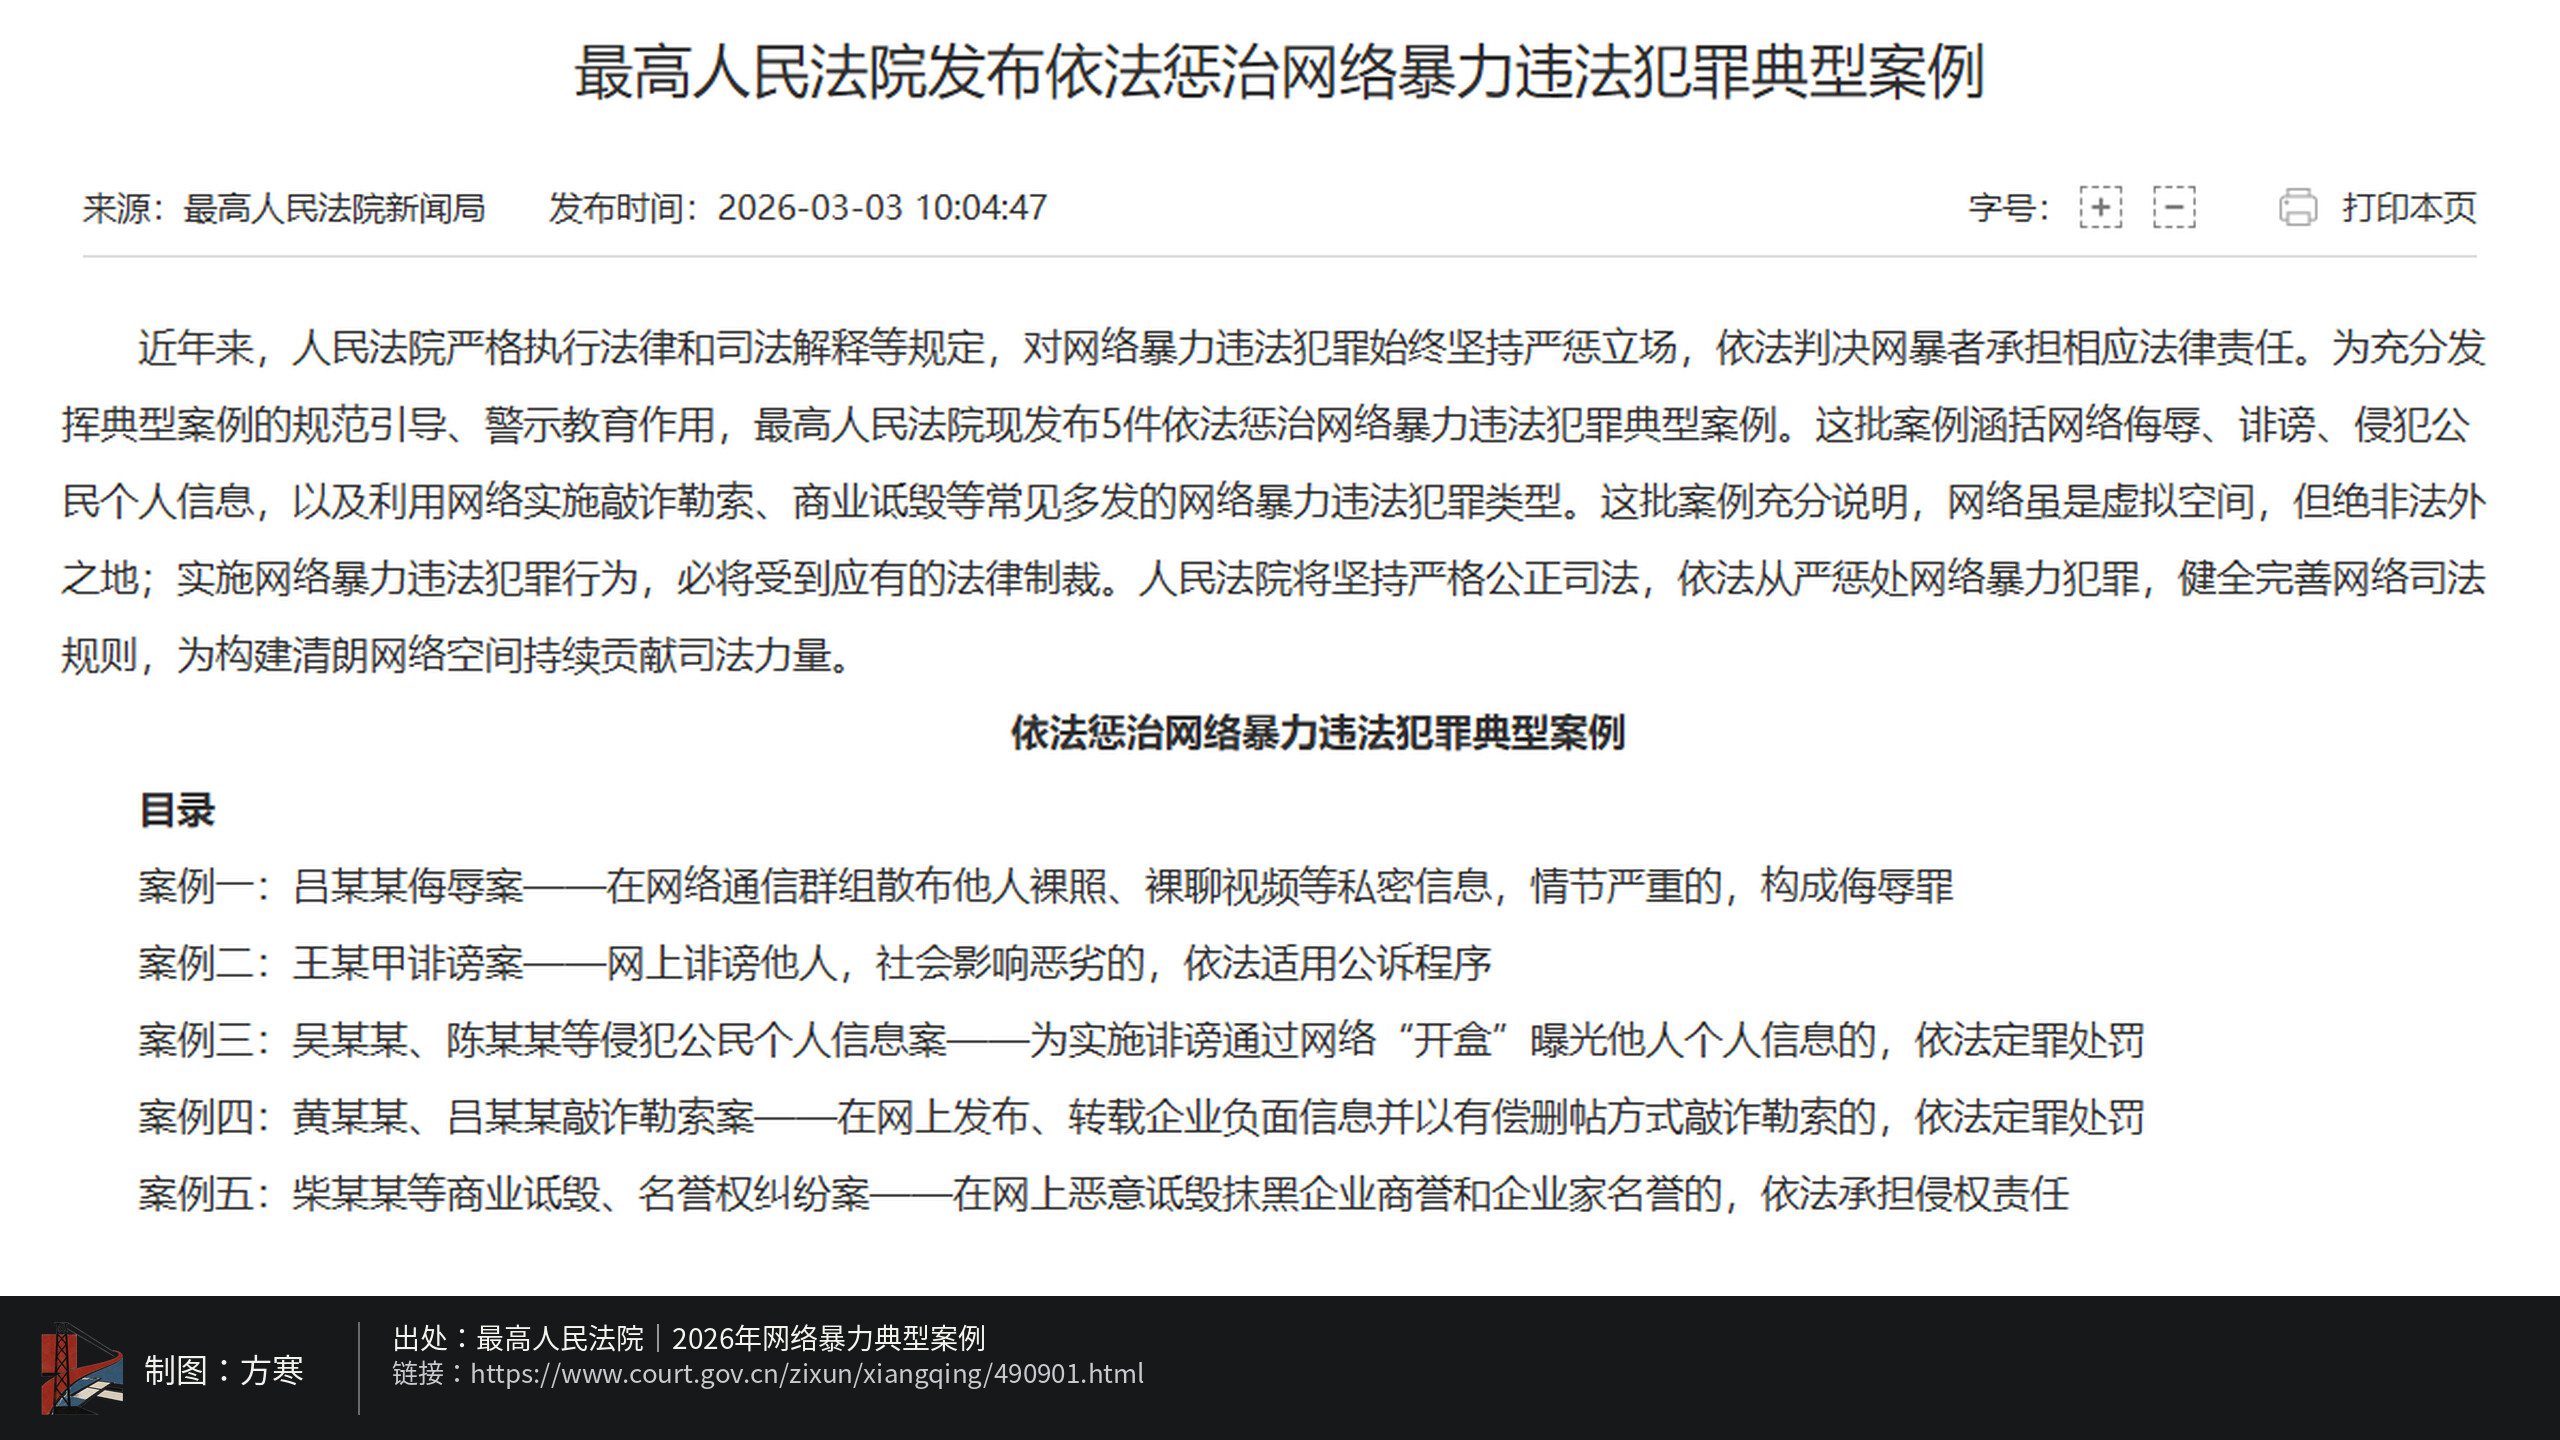 最高人民法院发布依法惩治网络暴力违法犯罪典型案例
来源：最高人民法院新闻局 发布时间：2026-03-03 10:04:47 字号： + - 打印本页
近年来，人民法院严格执行法律和司法解释等规定，对网络暴力违法犯罪始终坚持严惩立场，依法判决网暴者承担相应法律责任。为充分发
挥典型案例的规范引导、警示教育作用，最高人民法院现发布5件依法惩治网络暴力违法犯罪典型案例。这批案例涵括网络侮辱、诽谤、侵犯公
民个人信息，以及利用网络实施敲诈勒索、商业诋毁等常见多发的网络暴力违法犯罪类型。这批案例充分说明，网络虽是虚拟空间，但绝非法外
之地；实施网络暴力违法犯罪行为，必将受到应有的法律制裁。人民法院将坚持严格公正司法，依法从严惩处网络暴力犯罪，健全完善网络司法
规则，为构建清朗网络空间持续贡献司法力量。
依法惩治网络暴力违法犯罪典型案例
目录
案例一：吕某某侮辱案——在网络通信群组散布他人裸照、裸聊视频等私密信息，情节严重的，构成侮辱罪
案例二：王某甲诽谤案——网上诽谤他人，社会影响恶劣的，依法适用公诉程序
案例三：吴某某、陈某某等侵犯公民个人信息案——为实施诽谤通过网络“开盒”曝光他人个人信息的，依法定罪处罚
案例四：黄某某、吕某某敲诈勒索案——在网上发布、转载企业负面信息并以有偿删帖方式敲诈勒索的，依法定罪处罚
案例五：柴某某等商业诋毁、名誉权纠纷案——在网上恶意诋毁抹黑企业商誉和企业家名誉的，依法承担侵权责任
制图：方寒
出处：最高人民法院｜2026年网络暴力典型案例
链接：https://www.court.gov.cn/zixun/xiangqing/490901.html